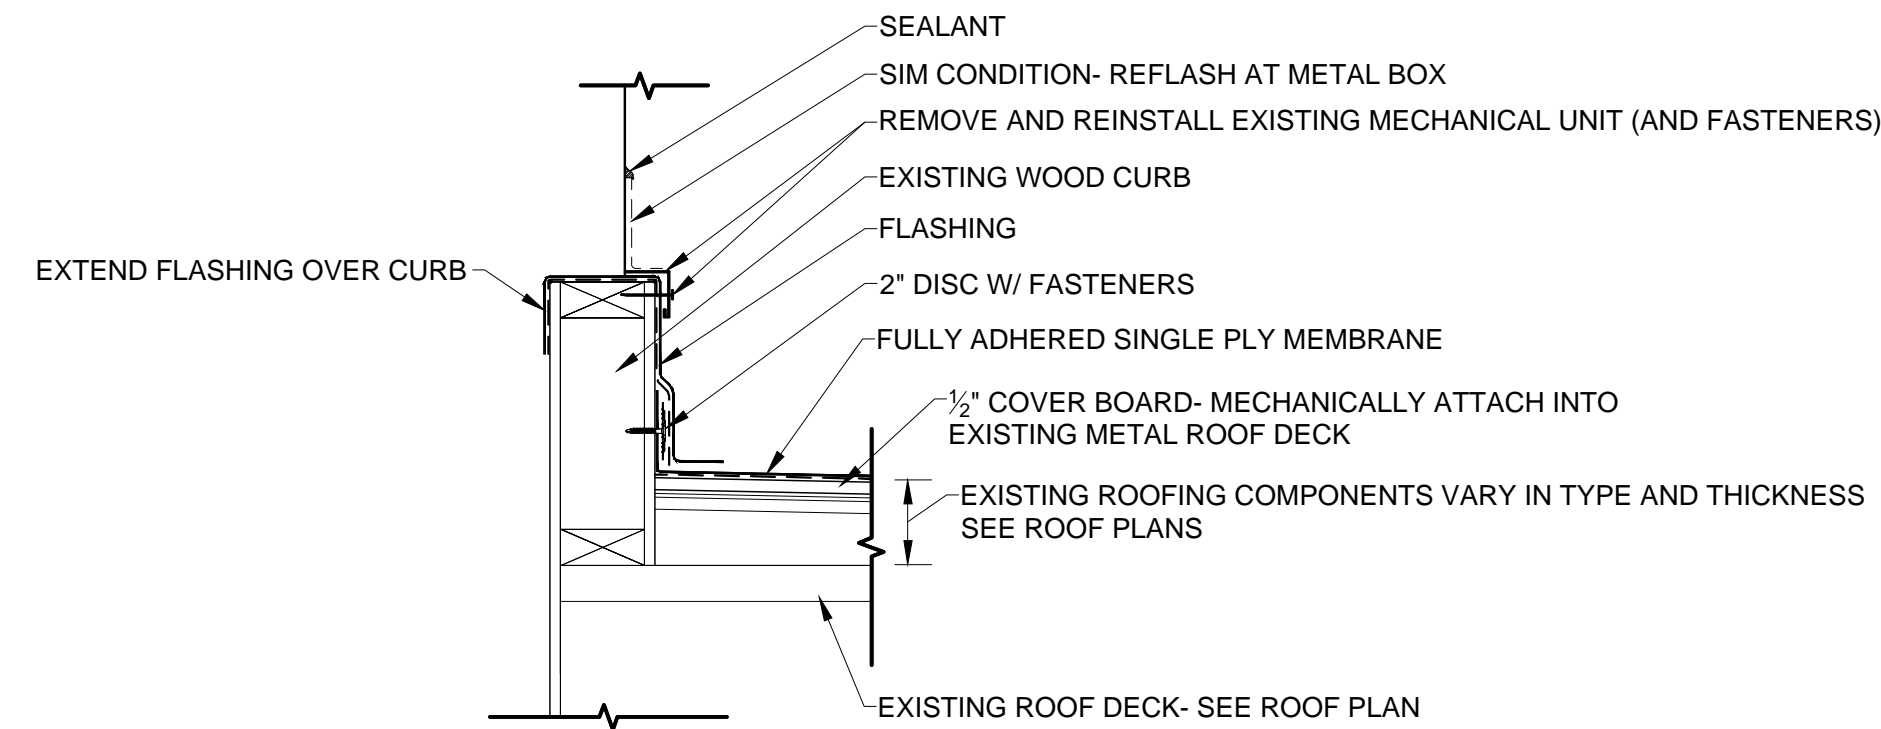 SEALANT
SIM CONDITION- REFLASH AT METAL BOX
REMOVE AND REINSTALL EXISTING MECHANICAL UNIT (AND FASTENERS)
EXISTING WOOD CURB
FLASHING
EXTEND FLASHING OVER CURB
2" DISC W/ FASTENERS
FULLY ADHERED SINGLE PLY MEMBRANE
½" COVER BOARD- MECHANICALLY ATTACH INTO
EXISTING METAL ROOF DECK
EXISTING ROOFING COMPONENTS VARY IN TYPE AND THICKNESS
SEE ROOF PLANS
EXISTING ROOF DECK- SEE ROOF PLAN